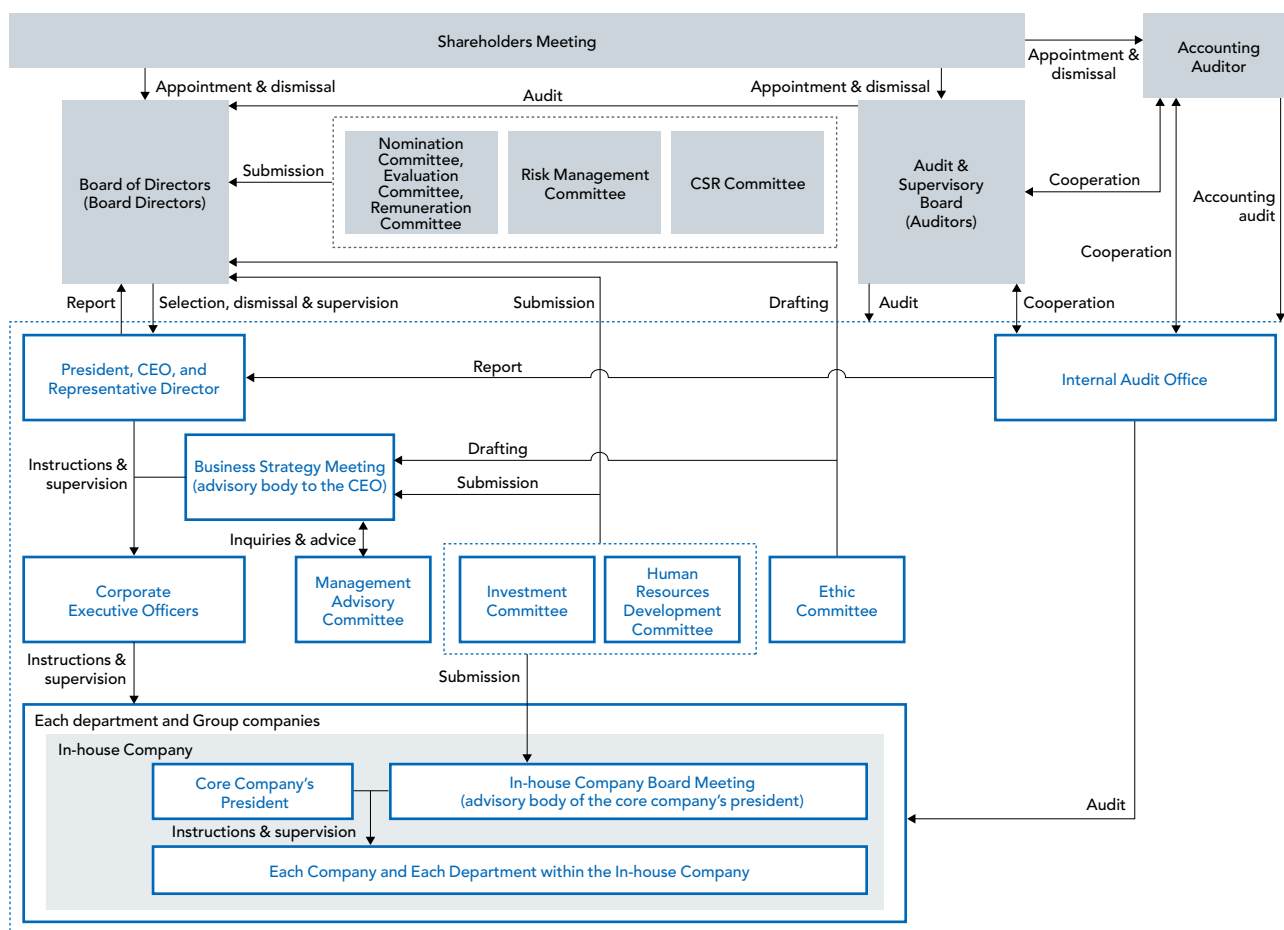 Shareholders Meeting
Appointment &
dismissal
Accounting
Auditor
Appointment & dismissal
Audit
Appointment & dismissal
Board of Directors
(Board Directors)
Submission
Nomination
Committee,
Evaluation
Committee,
Remuneration
Committee
Risk Management
Committee
CSR Committee
Audit &
Supervisory
Board
(Auditors)
Cooperation
Accounting
audit
Cooperation
Report
Selection, dismissal & supervision
Submission
Drafting
Audit
Cooperation
President, CEO, and
Representative Director
Report
Internal Audit Office
Instructions &
supervision
Business Strategy Meeting
(advisory body to the CEO)
Drafting
Submission
Inquiries & advice
Corporate
Executive Officers
Management
Advisory
Committee
Investment
Committee
Human
Resources
Development
Committee
Ethic
Committee
Instructions &
supervision
Submission
Each department and Group companies
In-house Company
Core Company’s
President
In-house Company Board Meeting
(advisory body of the core company’s president)
Audit
Instructions & supervision
Each Company and Each Department within the In-house Company